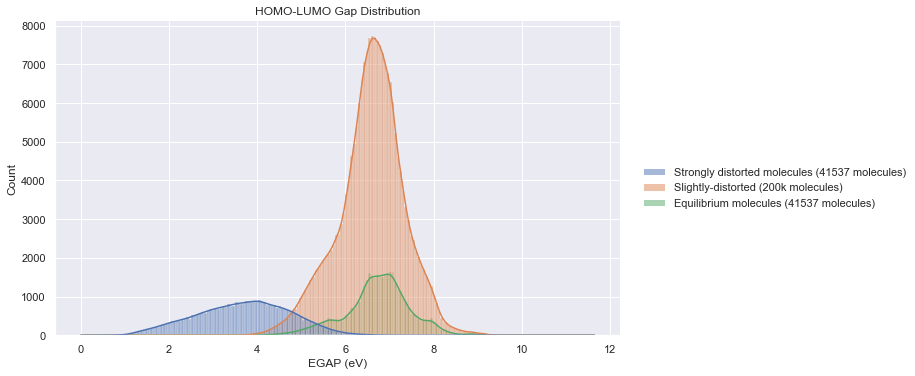 HOMO-LUMO Gap Distribution
8000
7000
6000
5000
4000
3000
2000
1000
0
Count
0 2 4 6 8 10 12
EGAP (eV)
Strongly distorted molecules (41537 molecules)
Slightly-distorted (200k molecules)
Equilibrium molecules (41537 molecules)